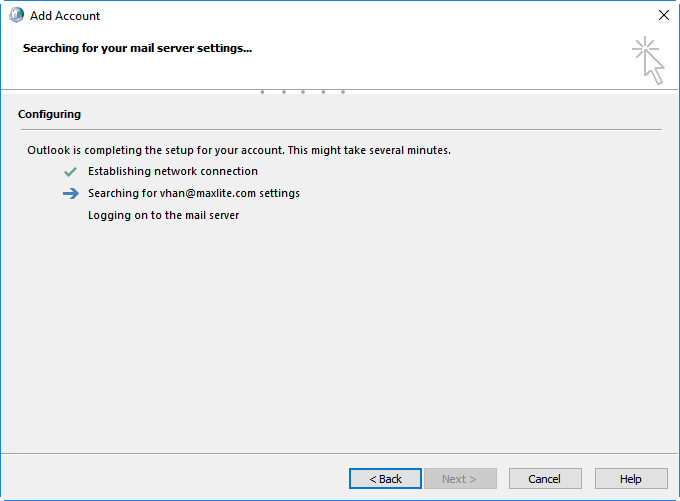 Add Account
Searching for your mail server settings...
Configuring
Outlook is completing the setup for your account. This might take several minutes.
Establishing network connection
Searching for vhan@maxlite.com settings
Logging on to the mail server
< Back
Next >
Cancel
Help